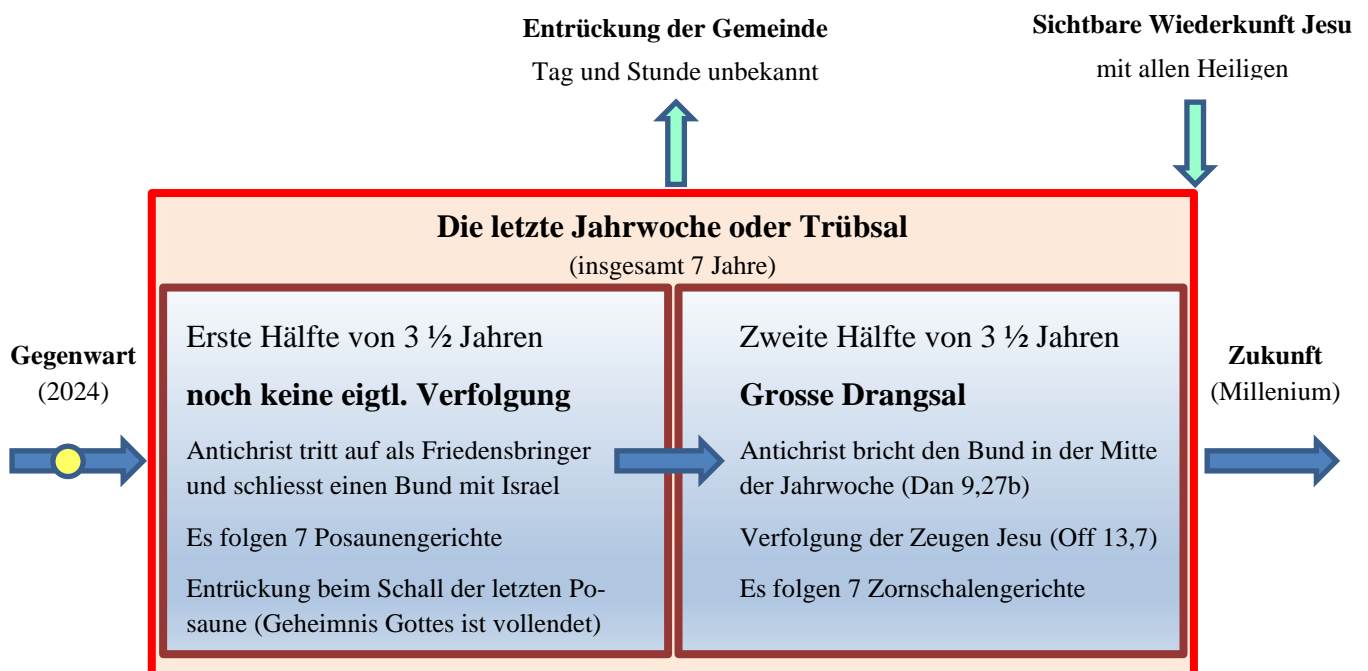 Entrückung der Gemeinde
Tag und Stunde unbekannt
Sichtbare Wiederkunft Jesu
mit allen Heiligen
Die letzte Jahrwoche oder Trübsal
(insgesamt 7 Jahre)
Gegenwart
(2024)
Erste Hälfte von 3 ½ Jahren
noch keine eigtl. Verfolgung
Antichrist tritt auf als Friedensbringer
und schliesst einen Bund mit Israel
Es folgen 7 Posaunengerichte
Entrückung beim Schall der letzten Po-
saune (Geheimnis Gottes ist vollendet)
Zweite Hälfte von 3 ½ Jahren
Grosse Drangsal
Antichrist bricht den Bund in der Mitte
der Jahrwoche (Dan 9,27b)
Verfolgung der Zeugen Jesu (Off 13,7)
Es folgen 7 Zornschalengerichte
Zukunft
(Millenium)